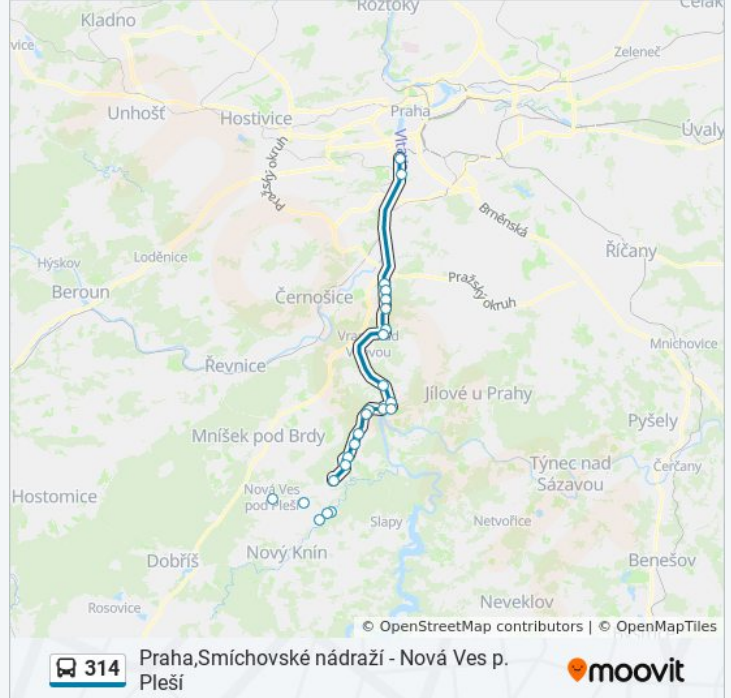 Roztoky
Kladno
Zeleneč
Unhošť
Praha
Hostivice
Úvaly
Pražský okruh
Brněnská
Říčany
Loděnice
Hýskov
Beroun
Černošice
Pražský okruh
Mnichovice
Řevnice
Jílové u Prahy
Pyšely
Mníšek pod Brdy
Týnec nad
Sázavou
Čerčany
Hostomice
Nová Ves
pod Pleší
Slapy
Netvořice
Nový Knín
Dobříš
Benešov
Rosovice
Neveklov
© OpenStreetMap contributors | © OpenMapTiles
314
Praha,Smíchovské nádraží - Nová Ves p.
Pleší
moovit